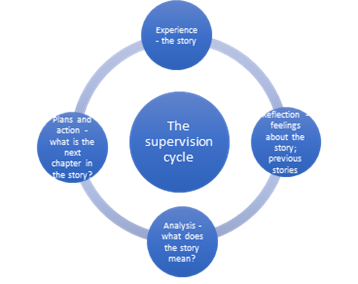 Experience
- the story
Reflection -
feelings
about the
story;
previous
stories
The
supervision
cycle
Plans and
action -
what is the
next
chapter in
the story?
Analysis -
what does
the story
mean?